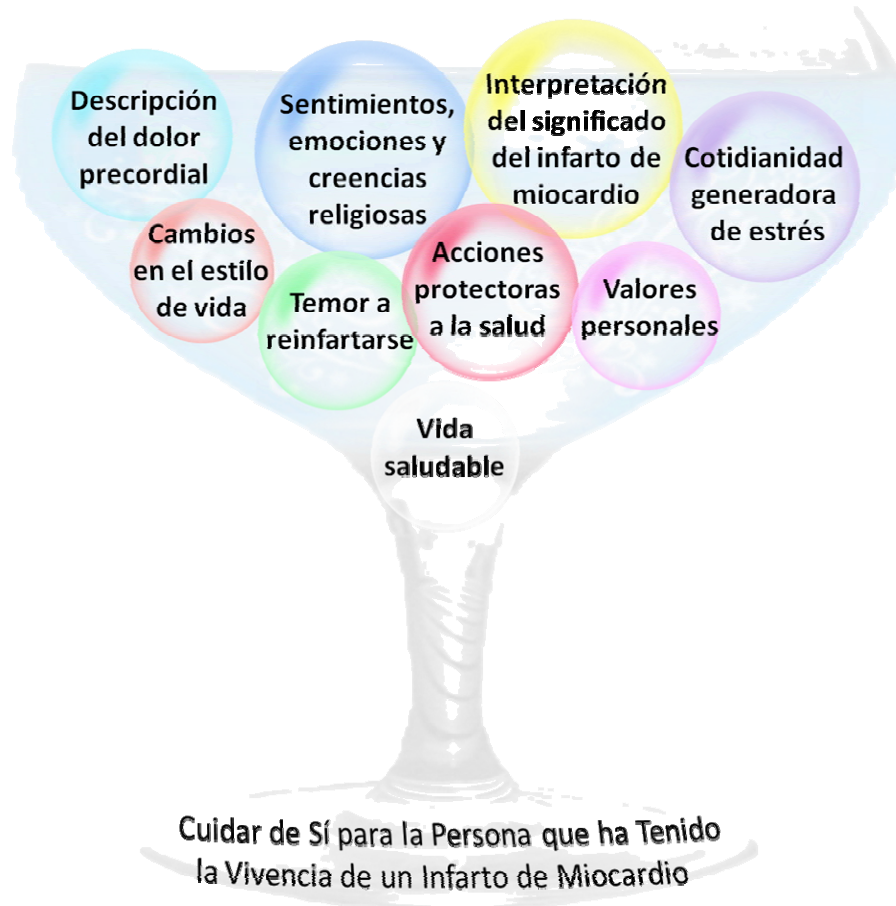 Descripción
del dolor
precordial
Sentimientos,
emociones y
creencias
religiosas
Interpretación
del significado
del infarto de
miocardio
Cotidianidad
generadora
de estrés
Cambios
en el estilo
de vida
Temor a
reinfartarse
Acciones
protectoras
a la salud
Valores
personales
Vida
saludable
Cuidar de Sí para la Persona que ha Tenido
la Vivencia de un Infarto de Miocardio